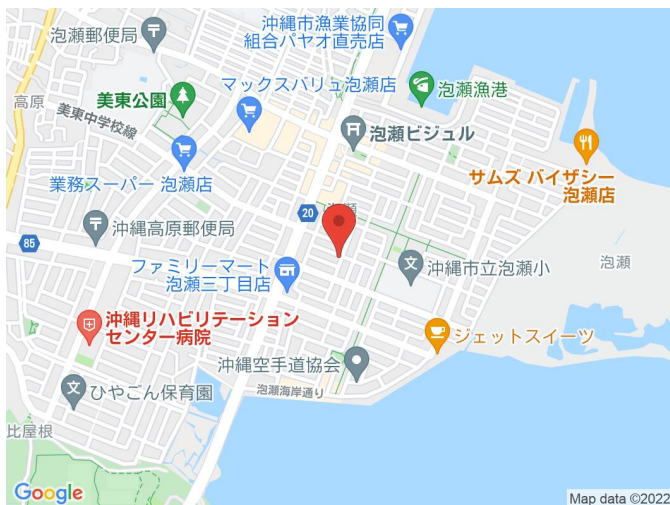 泡瀬郵便局
沖縄市漁業協同
組合パヤオ直売店
高原
マックスバリュ泡瀬店
泡瀬漁港
美東公園
美東中学校線
泡瀬ビジュル
業務スーパー 泡瀬店
サムズ バイザシー
泡瀬店
20
泡瀬
沖縄高原郵便局
85
泡瀬
ファミリーマート
泡瀬三丁目店
沖縄市立泡瀬小
沖縄リハビリテーション
センター病院
ジェットスイーツ
沖縄空手道協会
ひやごん保育園
泡瀬海岸通り
比屋根
Google
Map data ©2022